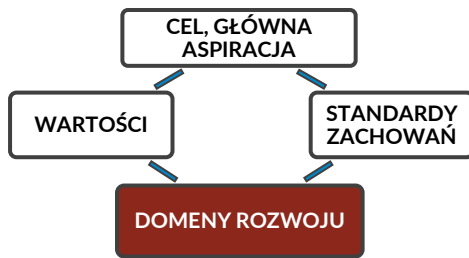 CEL, GŁÓWNA
ASPIRACJA
WARTOŚCI
STANDARDY
ZACHOWAŃ
DOMENY ROZWOJU